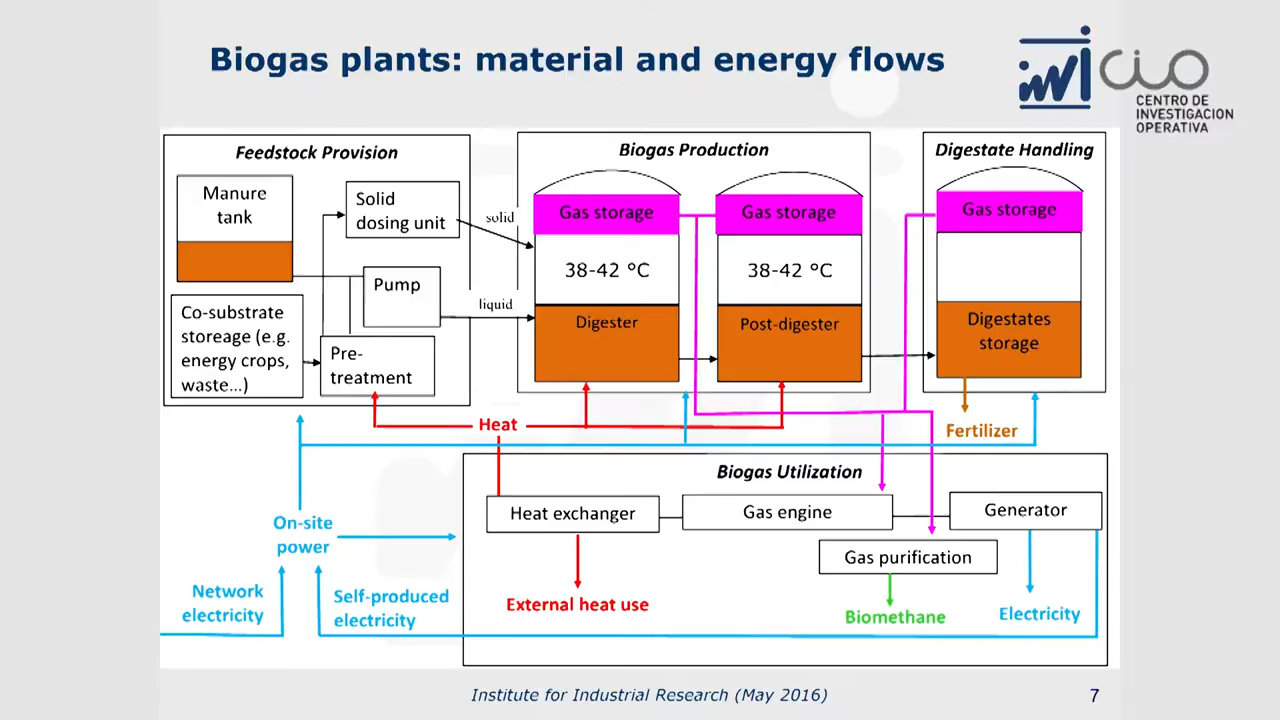 Biogas plants: material and energy flows
CIO
CENTRO DE
INVESTIGACION
OPERATIVA
Feedstock Provision
Manure
tank
Solid
dosing unit
Pump
Co-substrate
storeage (e.g.
energy crops,
waste...)
Pre-
treatment
solid
liquid
Biogas Production
Gas storage
38-42 °C
Digester
Gas storage
38-42 °C
Post-digester
Digestate Handling
Gas storage
Digestates
storage
Fertilizer
Heat
Biogas Utilization
Heat exchanger
Gas engine
Generator
Gas purification
External heat use
Biomethane
Electricity
On-site
power
Network
electricity
Self-produced
electricity
Institute for Industrial Research (May 2016)
7